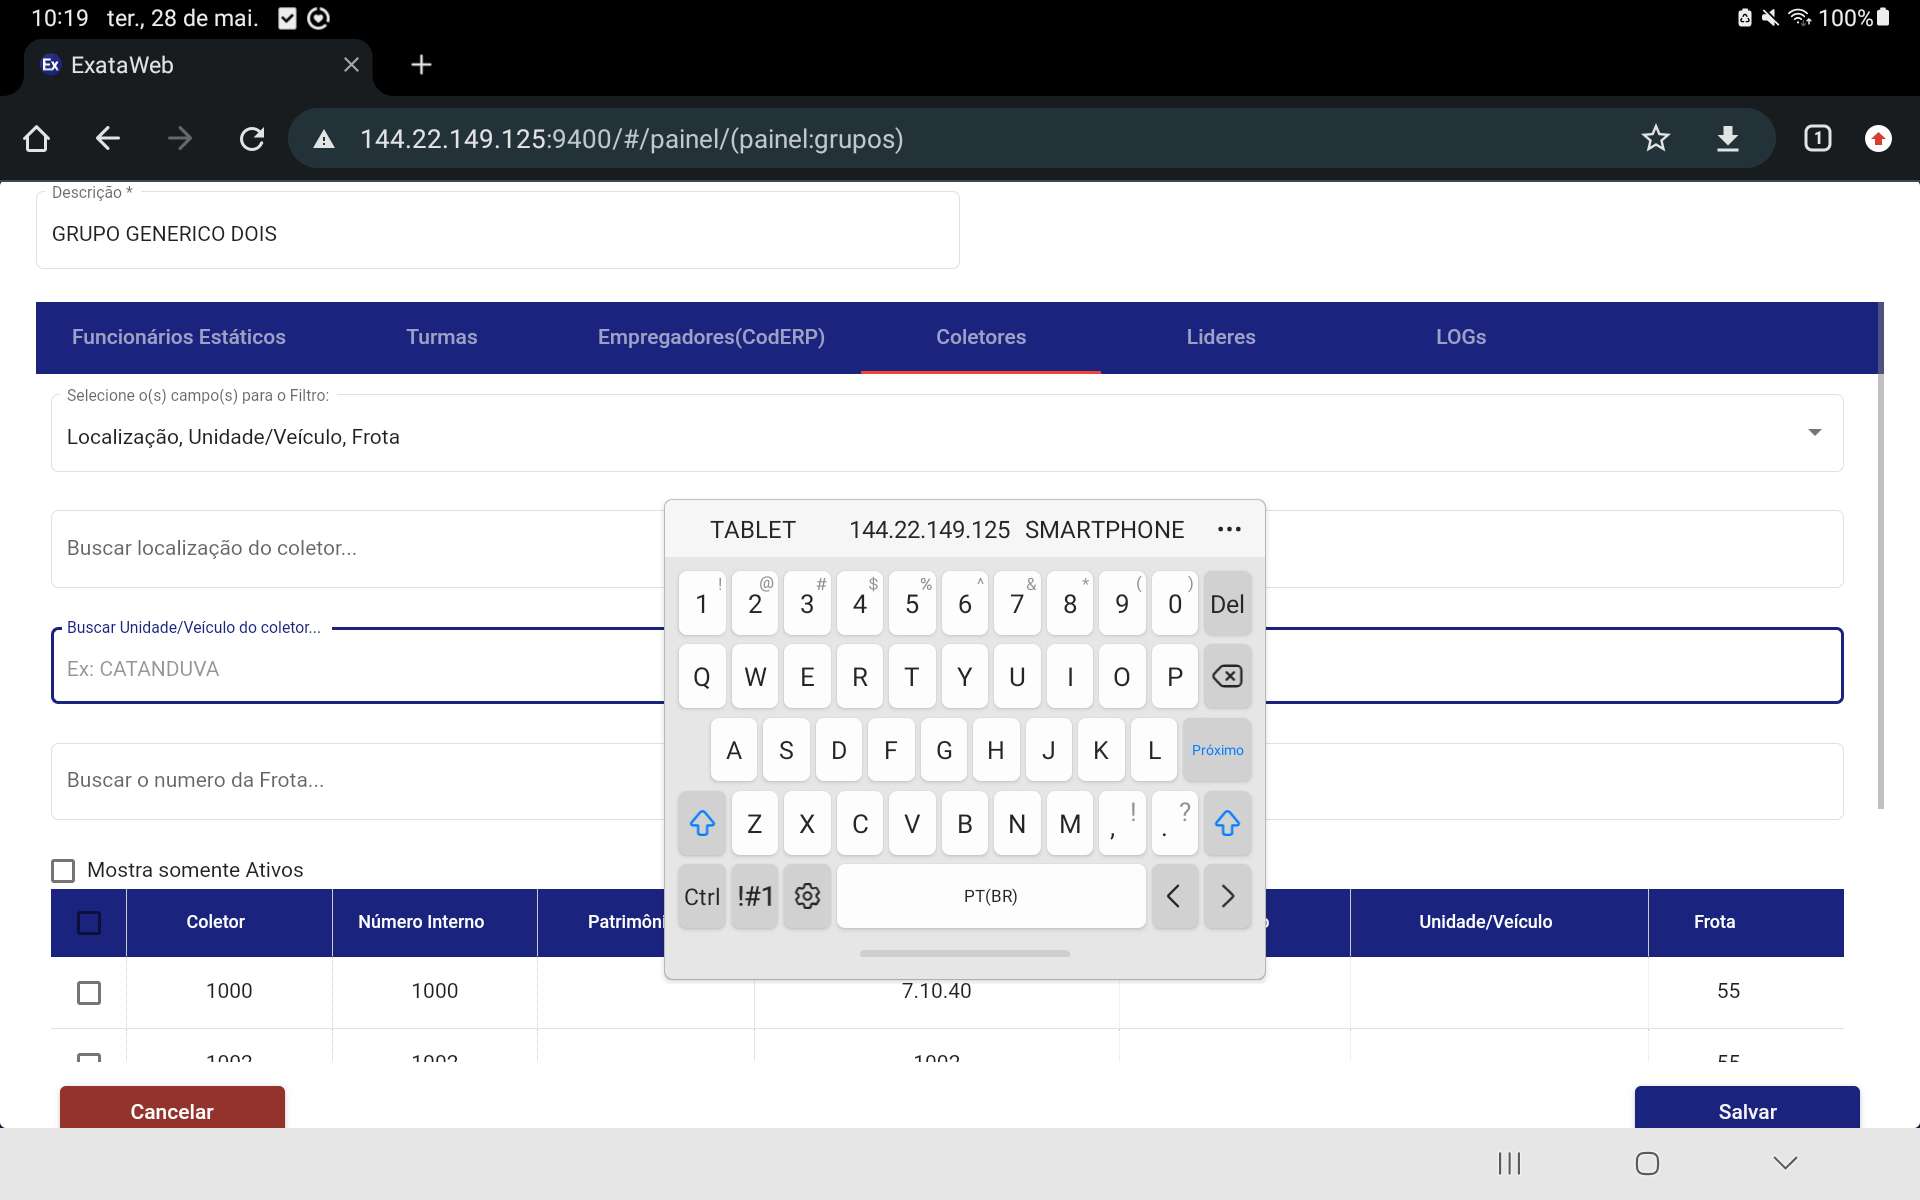 10:19 ter., 28 de mai. 100%
Ex ExataWeb
144.22.149.125:9400/#/painel/(painel:grupos) 1
Descrição *
GRUPO GENERICO DOIS
Funcionários Estáticos Turmas Empregadores(CodERP) Coletores Lideres LOGs
Selecione o(s) campo(s) para o Filtro:
Localização, Unidade/Veículo, Frota
Buscar localização do coletor...
Buscar Unidade/Veículo do coletor...
Ex: CATANDUVA
Buscar o numero da Frota...
TABLET 144.22.149.125 SMARTPHONE ...
! @ # $ % ^ & * ( )
1 2 3 4 5 6 7 8 9 0 Del
Q W E R T Y U I O P
A S D F G H J K L Próximo
Z X C V B N M , ! . ?
Ctrl !#1 PT(BR) < >
Mostra somente Ativos
Coletor Número Interno Patrimôni Unidade/Veículo Frota
1000 1000 7.10.40 55
1002 1002 1002 55
Cancelar Salvar